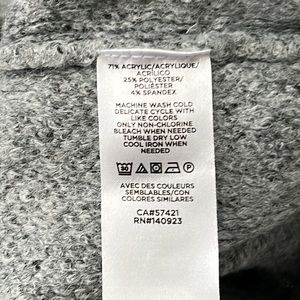 71% ACRYLIC/ACRYLIQUE/
ACRÍLICO
25% POLYESTER/
POLIÉSTER
4% SPANDEX
MACHINE WASH COLD
DELICATE CYCLE WITH
LIKE COLORS
ONLY NON-CHLORINE
BLEACH WHEN NEEDED
TUMBLE DRY LOW
COOL IRON WHEN
NEEDED
AVEC DES COULEURS
SEMBLABLES/CON
COLORES SIMILARES
CA#57421
RN#140923